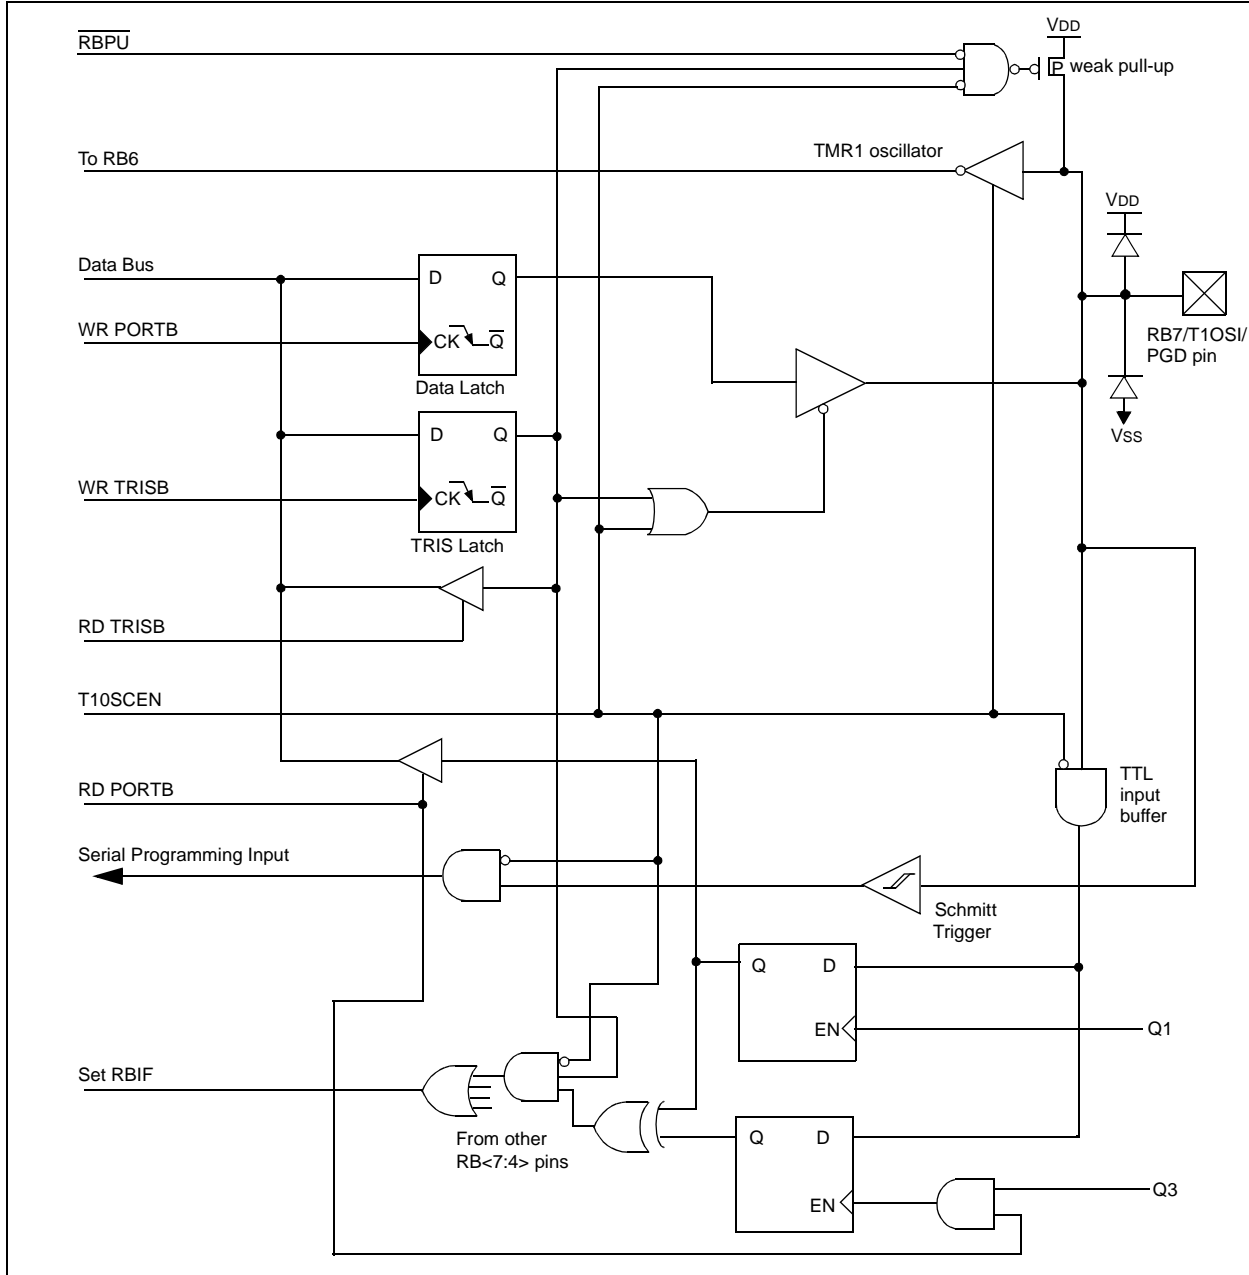 RBPU
VDD
P weak pull-up
To RB6
TMR1 oscillator
VDD
Data Bus
D Q
WR PORTB
CK Q
Data Latch
RB7/T1OSI/
PGD pin
VSS
D Q
WR TRISB
CK Q
TRIS Latch
RD TRISB
T10SCEN
RD PORTB
TTL
input
buffer
Serial Programming Input
Schmitt
Trigger
Q D
EN
Q1
Set RBIF
From other
RB<7:4> pins
Q D
EN
Q3